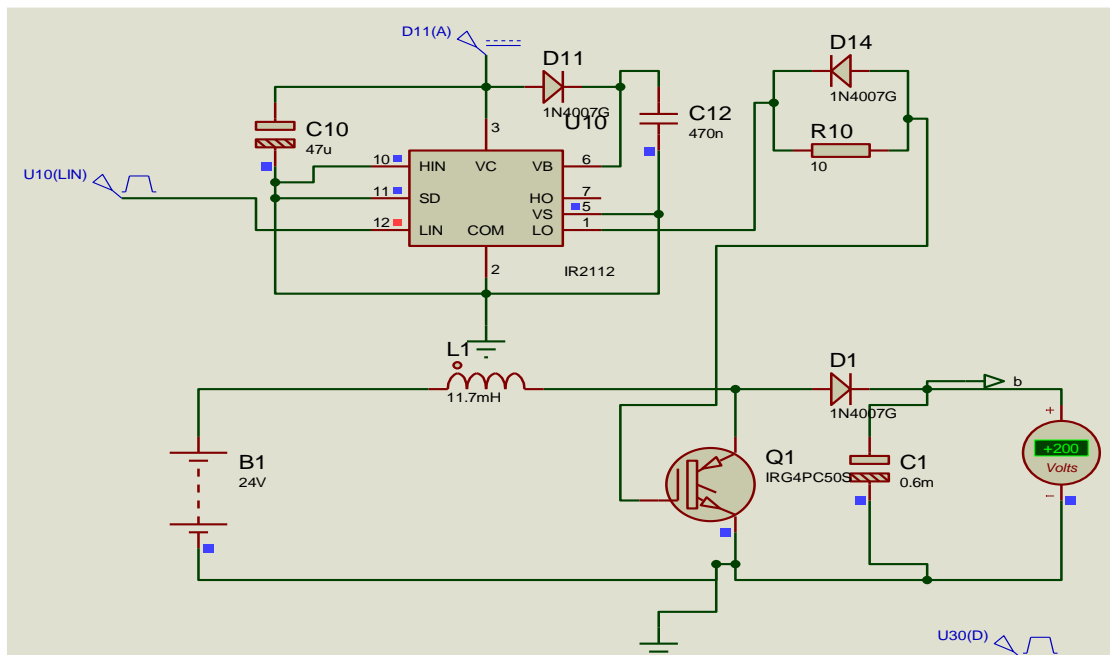 D11(A)
D11
1N4007G
U10
C10
47u
C12
470n
D14
1N4007G
R10
10
U10(LIN)
3
10 HIN VC VB 6
11 SD HO 7
VS 5
12 LIN COM LO 1
2
IR2112
L1
11.7mH
D1
1N4007G
b
B1
24V
Q1
IRG4PC50S
C1
0.6m
+
+200
Volts
−
U30(D)